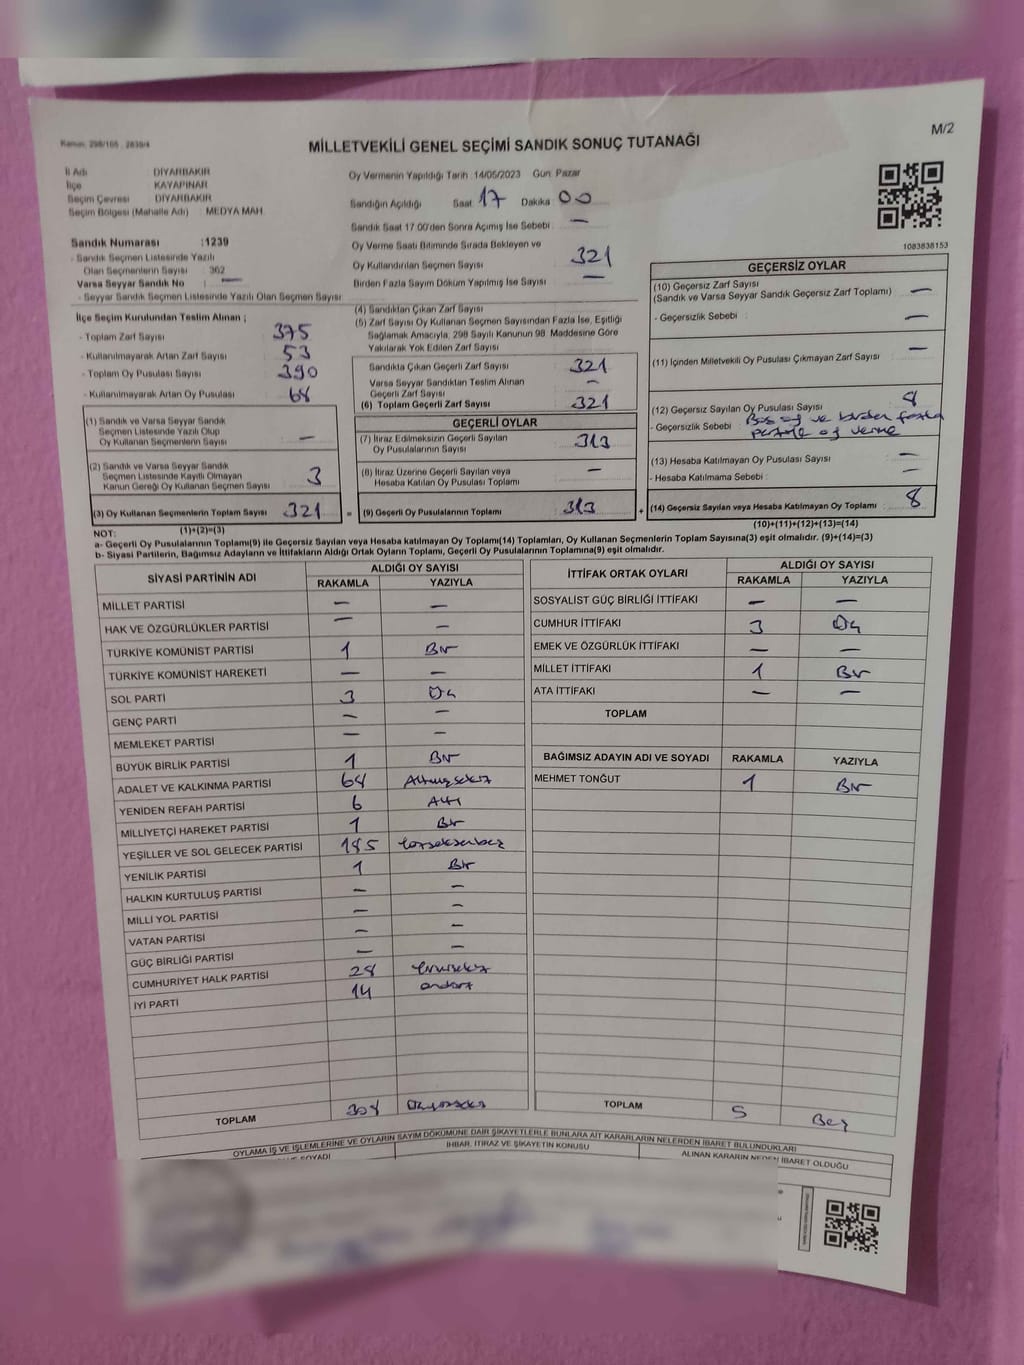 Kanun: 298/105 , 2839/4
MİLLETVEKİLİ GENEL SEÇİMİ SANDIK SONUÇ TUTANAĞI
M/2
İl Adı DİYARBAKIR
İlçe KAYAPINAR
Seçim Çevresi DİYARBAKIR
Seçim Bölgesi (Mahalle Adı) MEDYA MAH.
Sandık Numarası :1239
- Sandık Seçmen Listesinde Yazılı
Olan Seçmenlerin Sayısı 362
Varsa Seyyar Sandık No : —
- Seyyar Sandık Seçmen Listesinde Yazılı Olan Seçmen Sayısı
Oy Vermenin Yapıldığı Tarih :14/05/2023 Gün: Pazar
Sandığın Açıldığı Saat 17 Dakika 00
Sandık Saat 17.00'den Sonra Açımış İse Sebebi : —
Oy Verme Saati Bitiminde Sırada Bekleyen ve
Oy Kullandırılan Seçmen Sayısı 321
Birden Fazla Sayım Döküm Yapılmış İse Sayısı —
1083838153
İlçe Seçim Kurulundan Teslim Alınan ;
- Toplam Zarf Sayısı 375
- Kullanılmayarak Artan Zarf Sayısı 53
- Toplam Oy Pusulası Sayısı 390
- Kullanılmayarak Artan Oy Pusulası 68
(1) Sandık ve Varsa Seyyar Sandık
Seçmen Listesinde Yazılı Olup
Oy Kullanan Seçmenlerin Sayısı —
(2) Sandık ve Varsa Seyyar Sandık
Seçmen Listesinde Kayıtlı Olmayan
Kanun Gereği Oy Kullanan Seçmen Sayısı 3
(3) Oy Kullanan Seçmenlerin Toplam Sayısı 321 =
(1)+(2)=(3)
(4) Sandıktan Çıkan Zarf Sayısı
(5) Zarf Sayısı Oy Kullanan Seçmen Sayısından Fazla İse, Eşitliği
Sağlamak Amacıyla, 298 Sayılı Kanunun 98. Maddesine Göre
Yakılarak Yok Edilen Zarf Sayısı
Sandıkta Çıkan Geçerli Zarf Sayısı 321
Varsa Seyyar Sandıktan Teslim Alınan
Geçerli Zarf Sayısı —
(6) Toplam Geçerli Zarf Sayısı 321
GEÇERLİ OYLAR
(7) İtiraz Edilmeksizin Geçerli Sayılan
Oy Pusulalarının Sayısı 313
(8) İtiraz Üzerine Geçerli Sayılan veya
Hesaba Katılan Oy Pusulası Toplamı —
(9) Geçerli Oy Pusulalarının Toplamı 313 +
GEÇERSİZ OYLAR
(10) Geçersiz Zarf Sayısı
(Sandık ve Varsa Seyyar Sandık Geçersiz Zarf Toplamı) —
- Geçersizlik Sebebi : —
(11) İçinden Milletvekili Oy Pusulası Çıkmayan Zarf Sayısı —
(12) Geçersiz Sayılan Oy Pusulası Sayısı 8
- Geçersizlik Sebebi : Boş oy ve birden fazla
partiye oy verme
(13) Hesaba Katılmayan Oy Pusulası Sayısı —
- Hesaba Katılmama Sebebi : —
(14) Geçersiz Sayılan veya Hesaba Katılmayan Oy Toplamı 8
(10)+(11)+(12)+(13)=(14)
NOT:
a- Geçerli Oy Pusulalarının Toplamı(9) ile Geçersiz Sayılan veya Hesaba katılmayan Oy Toplamı(14) Toplamları, Oy Kullanan Seçmenlerin Toplam Sayısına(3) eşit olmalıdır. (9)+(14)=(3)
b- Siyasi Partilerin, Bağımsız Adayların ve İttifakların Aldığı Ortak Oyların Toplamı, Geçerli Oy Pusulalarının Toplamına(9) eşit olmalıdır.
SİYASİ PARTİNİN ADI ALDIĞI OY SAYISI
RAKAMLA YAZIYLA
MİLLET PARTİSİ — —
HAK VE ÖZGÜRLÜKLER PARTİSİ — —
TÜRKİYE KOMÜNİST PARTİSİ 1 Bir
TÜRKİYE KOMÜNİST HAREKETİ — —
SOL PARTİ 3 Üç
GENÇ PARTİ — —
MEMLEKET PARTİSİ — —
BÜYÜK BİRLİK PARTİSİ 1 Bir
ADALET VE KALKINMA PARTİSİ 68 Altmışsekiz
YENİDEN REFAH PARTİSİ 6 Altı
MİLLİYETÇİ HAREKET PARTİSİ 1 Bir
YEŞİLLER VE SOL GELECEK PARTİSİ 185 Yüzseksenbeş
YENİLİK PARTİSİ 1 Bir
HALKIN KURTULUŞ PARTİSİ — —
MİLLİ YOL PARTİSİ — —
VATAN PARTİSİ — —
GÜÇ BİRLİĞİ PARTİSİ — —
CUMHURİYET HALK PARTİSİ 28 Yirmisekiz
İYİ PARTİ 14 ondört
TOPLAM 308 Üçyüzsekiz
İTTİFAK ORTAK OYLARI ALDIĞI OY SAYISI
RAKAMLA YAZIYLA
SOSYALİST GÜÇ BİRLİĞİ İTTİFAKI — —
CUMHUR İTTİFAKI 3 Üç
EMEK VE ÖZGÜRLÜK İTTİFAKI — —
MİLLET İTTİFAKI 1 Bir
ATA İTTİFAKI — —
TOPLAM
BAĞIMSIZ ADAYIN ADI VE SOYADI RAKAMLA YAZIYLA
MEHMET TONĞUT 1 Bir
TOPLAM 5 Beş
OYLAMA İŞ VE İŞLEMLERİNE VE OYLARIN SAYIM DÖKÜMÜNE DAİR ŞİKAYETLERLE BUNLARA AİT KARARLARIN NELERDEN İBARET BULUNDUKLARI
SOYADI İHBAR, İTİRAZ VE ŞİKAYETİN KONUSU ALINAN KARARIN NEDEN İBARET OLDUĞU